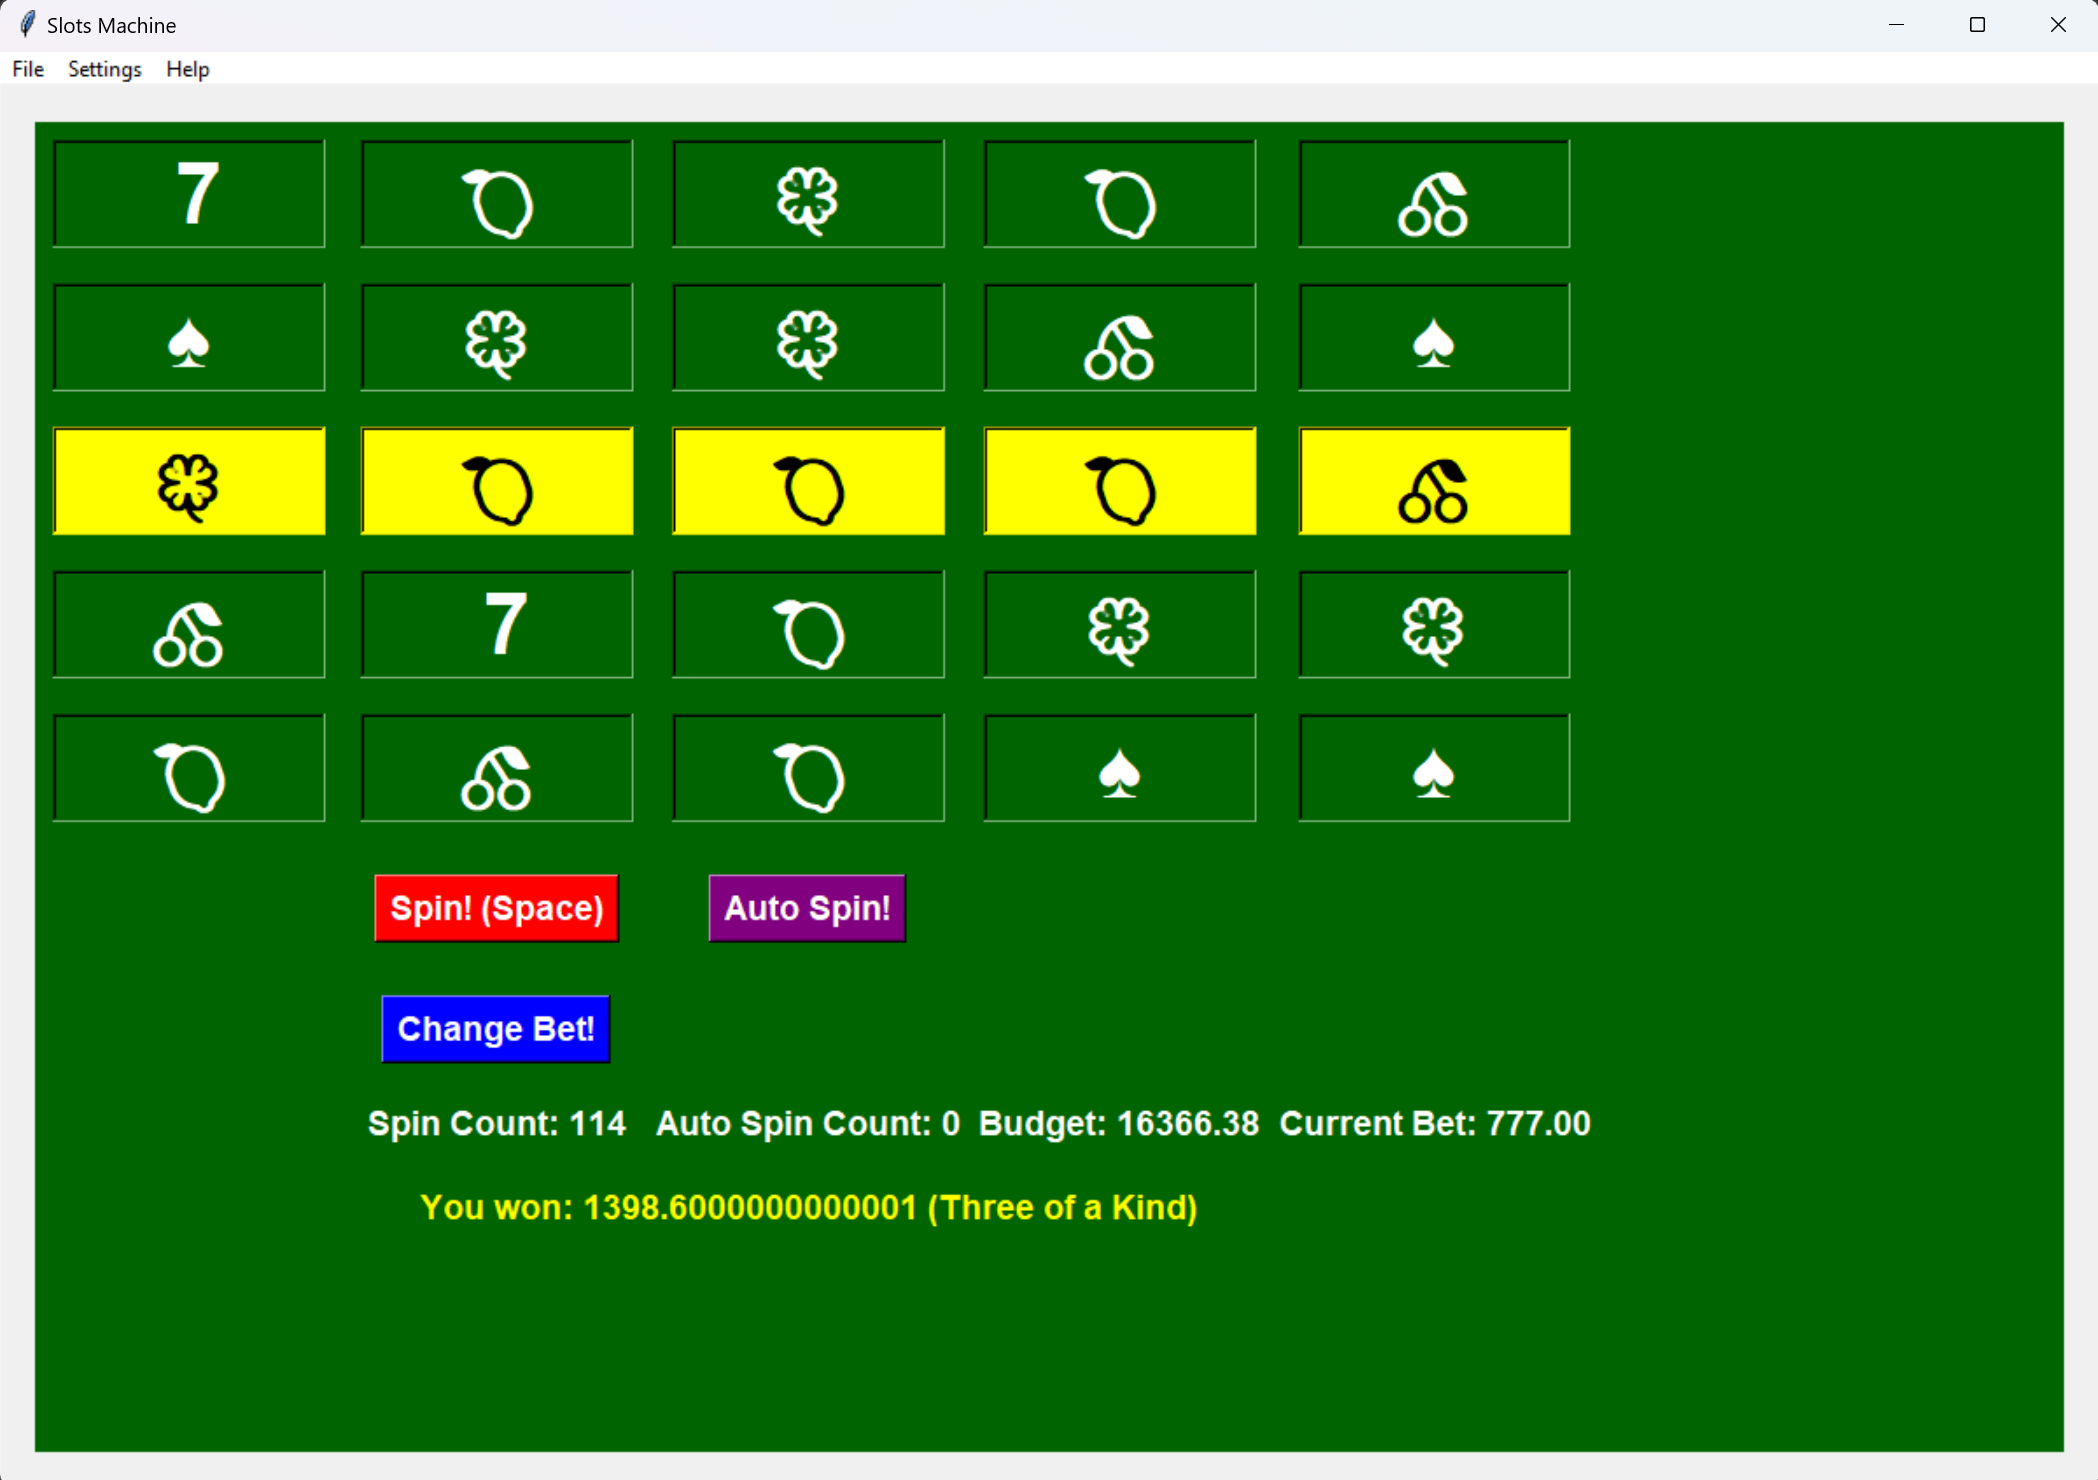 Slots Machine
File Settings Help
7
7
Spin! (Space) Auto Spin!
Change Bet!
Spin Count: 114 Auto Spin Count: 0 Budget: 16366.38 Current Bet: 777.00
You won: 1398.6000000000001 (Three of a Kind)